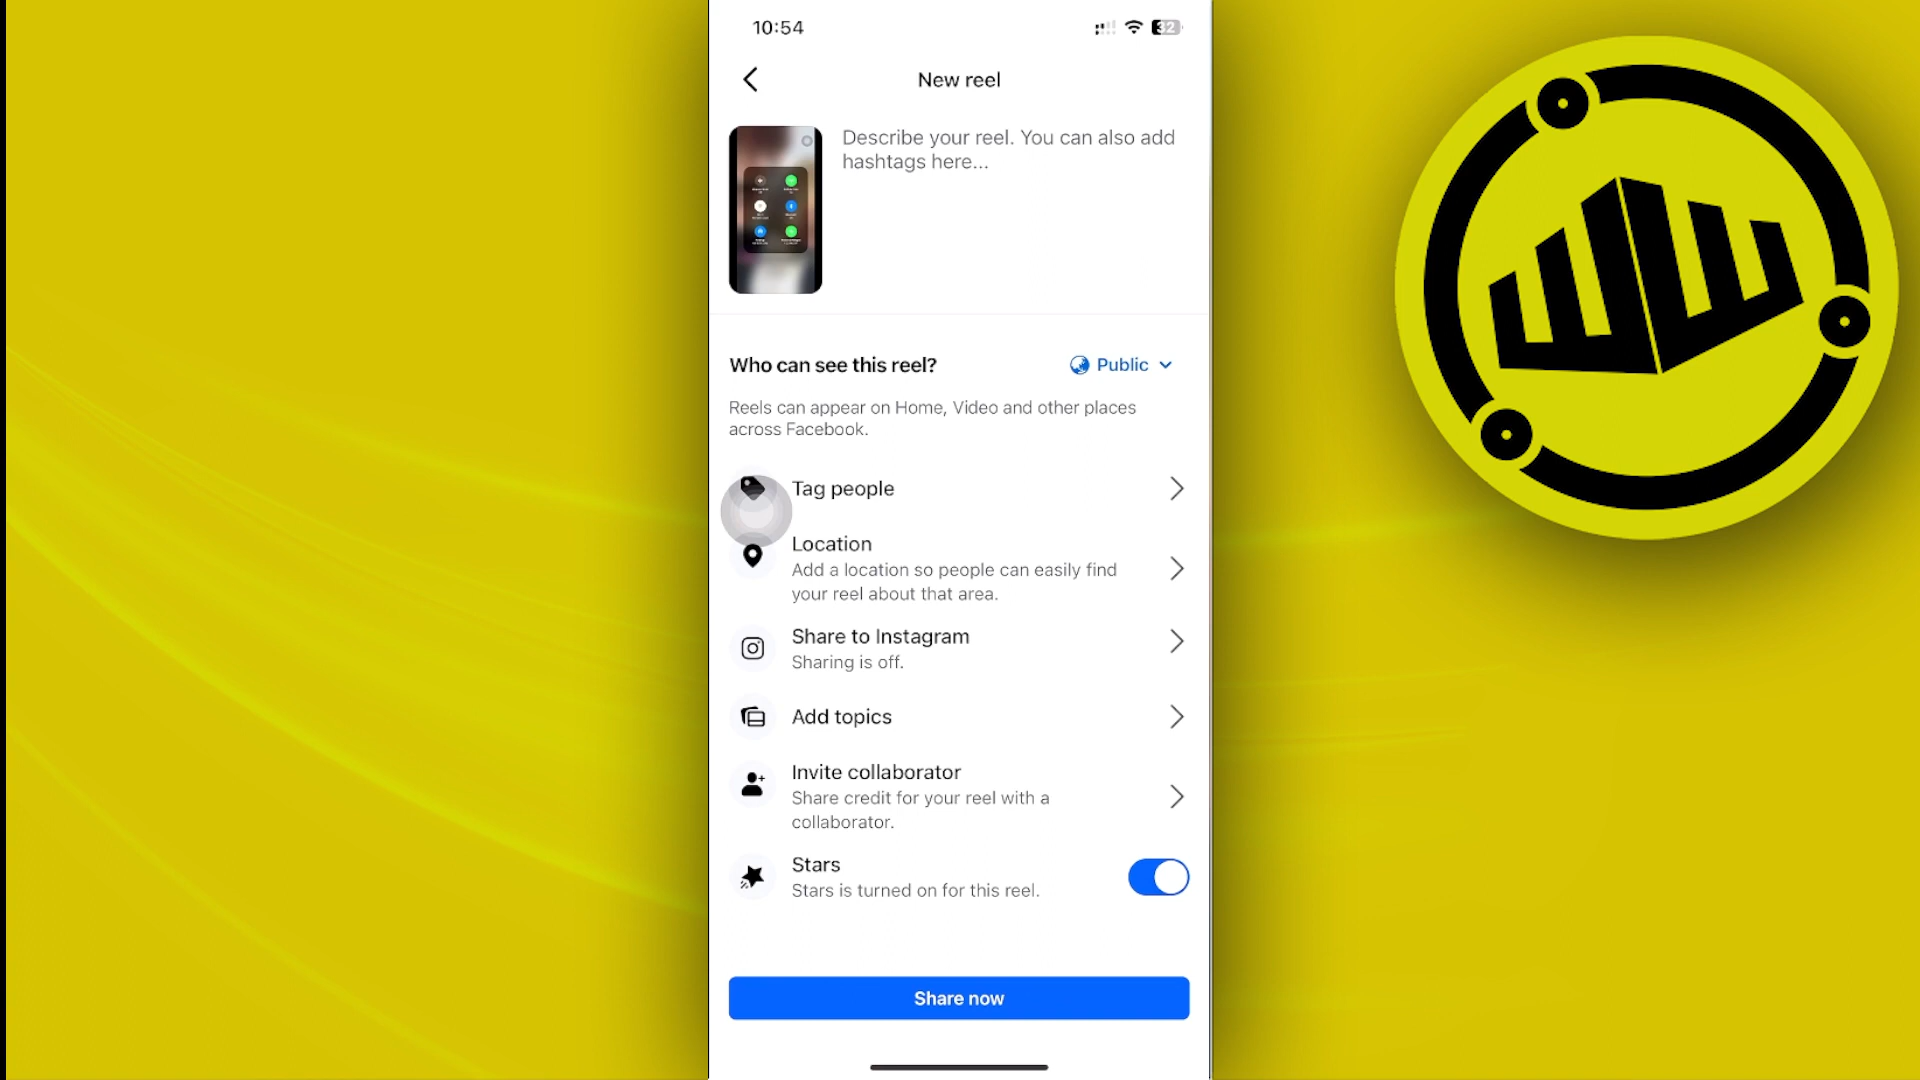 10:54
32
New reel
Describe your reel. You can also add
hashtags here...
Who can see this reel?
Public
Reels can appear on Home, Video and other places
across Facebook.
Tag people
Location
Add a location so people can easily find
your reel about that area.
Share to Instagram
Sharing is off.
Add topics
Invite collaborator
Share credit for your reel with a
collaborator.
Stars
Stars is turned on for this reel.
Share now